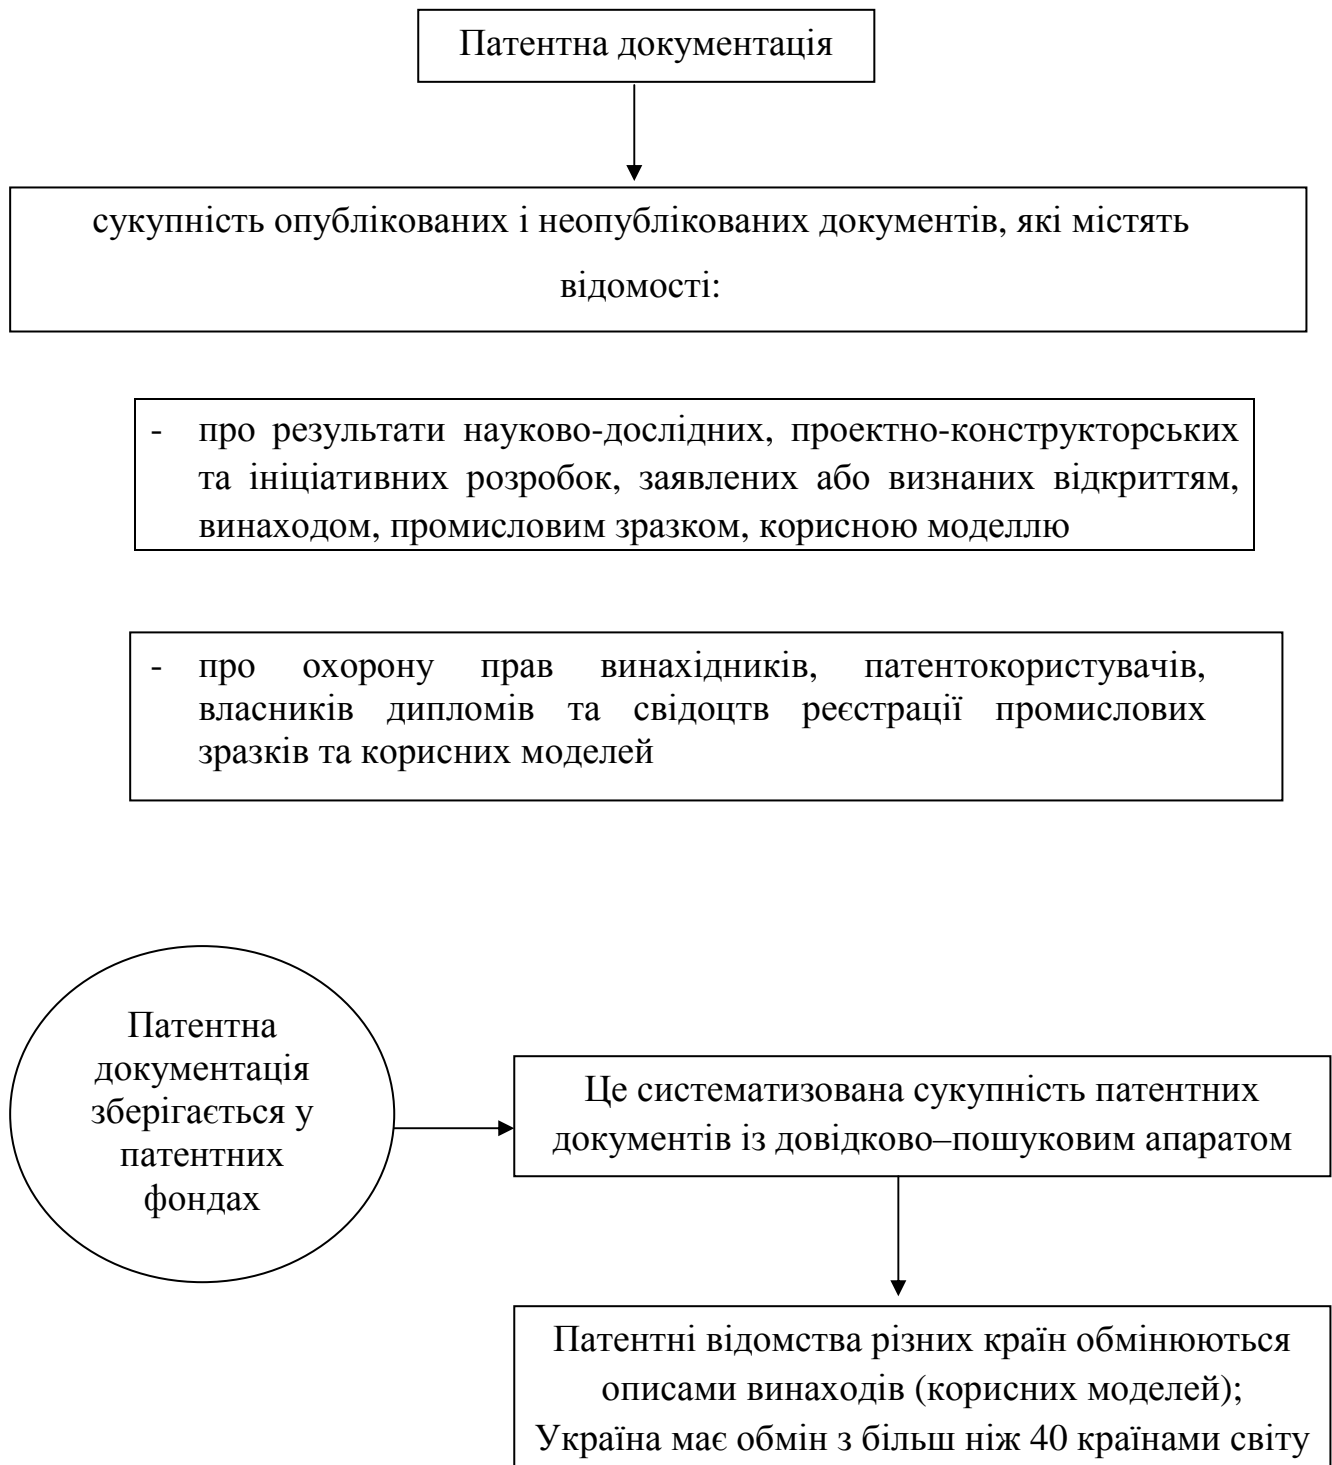 Патентна документація
сукупність опублікованих і неопублікованих документів, які містять
відомості:
- про результати науково-дослідних, проектно-конструкторських
та ініціативних розробок, заявлених або визнаних відкриттям,
винаходом, промисловим зразком, корисною моделлю
- про охорону прав винахідників, патентокористувачів,
власників дипломів та свідоцтв реєстрації промислових
зразків та корисних моделей
Патентна
документація
зберігається у
патентних
фондах
Це систематизована сукупність патентних
документів із довідково–пошуковим апаратом
Патентні відомства різних країн обмінюються
описами винаходів (корисних моделей);
Україна має обмін з більш ніж 40 країнами світу